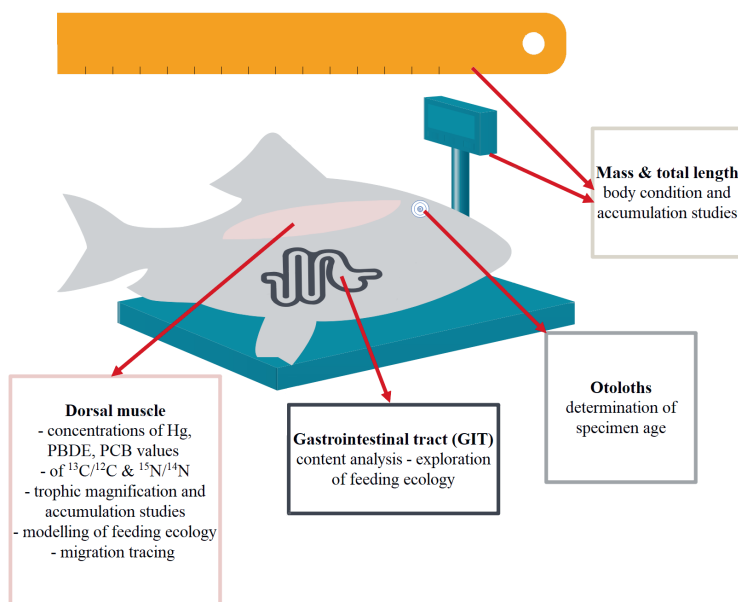 Mass & total length
body condition and
accumulation studies
Otoloths
determination of
specimen age
Dorsal muscle
- concentrations of Hg,
PBDE, PCB values
- of ¹³C/¹²C & ¹⁵N/¹⁴N
- trophic magnification and
accumulation studies
- modelling of feeding ecology
- migration tracing
Gastrointestinal tract (GIT)
content analysis - exploration
of feeding ecology